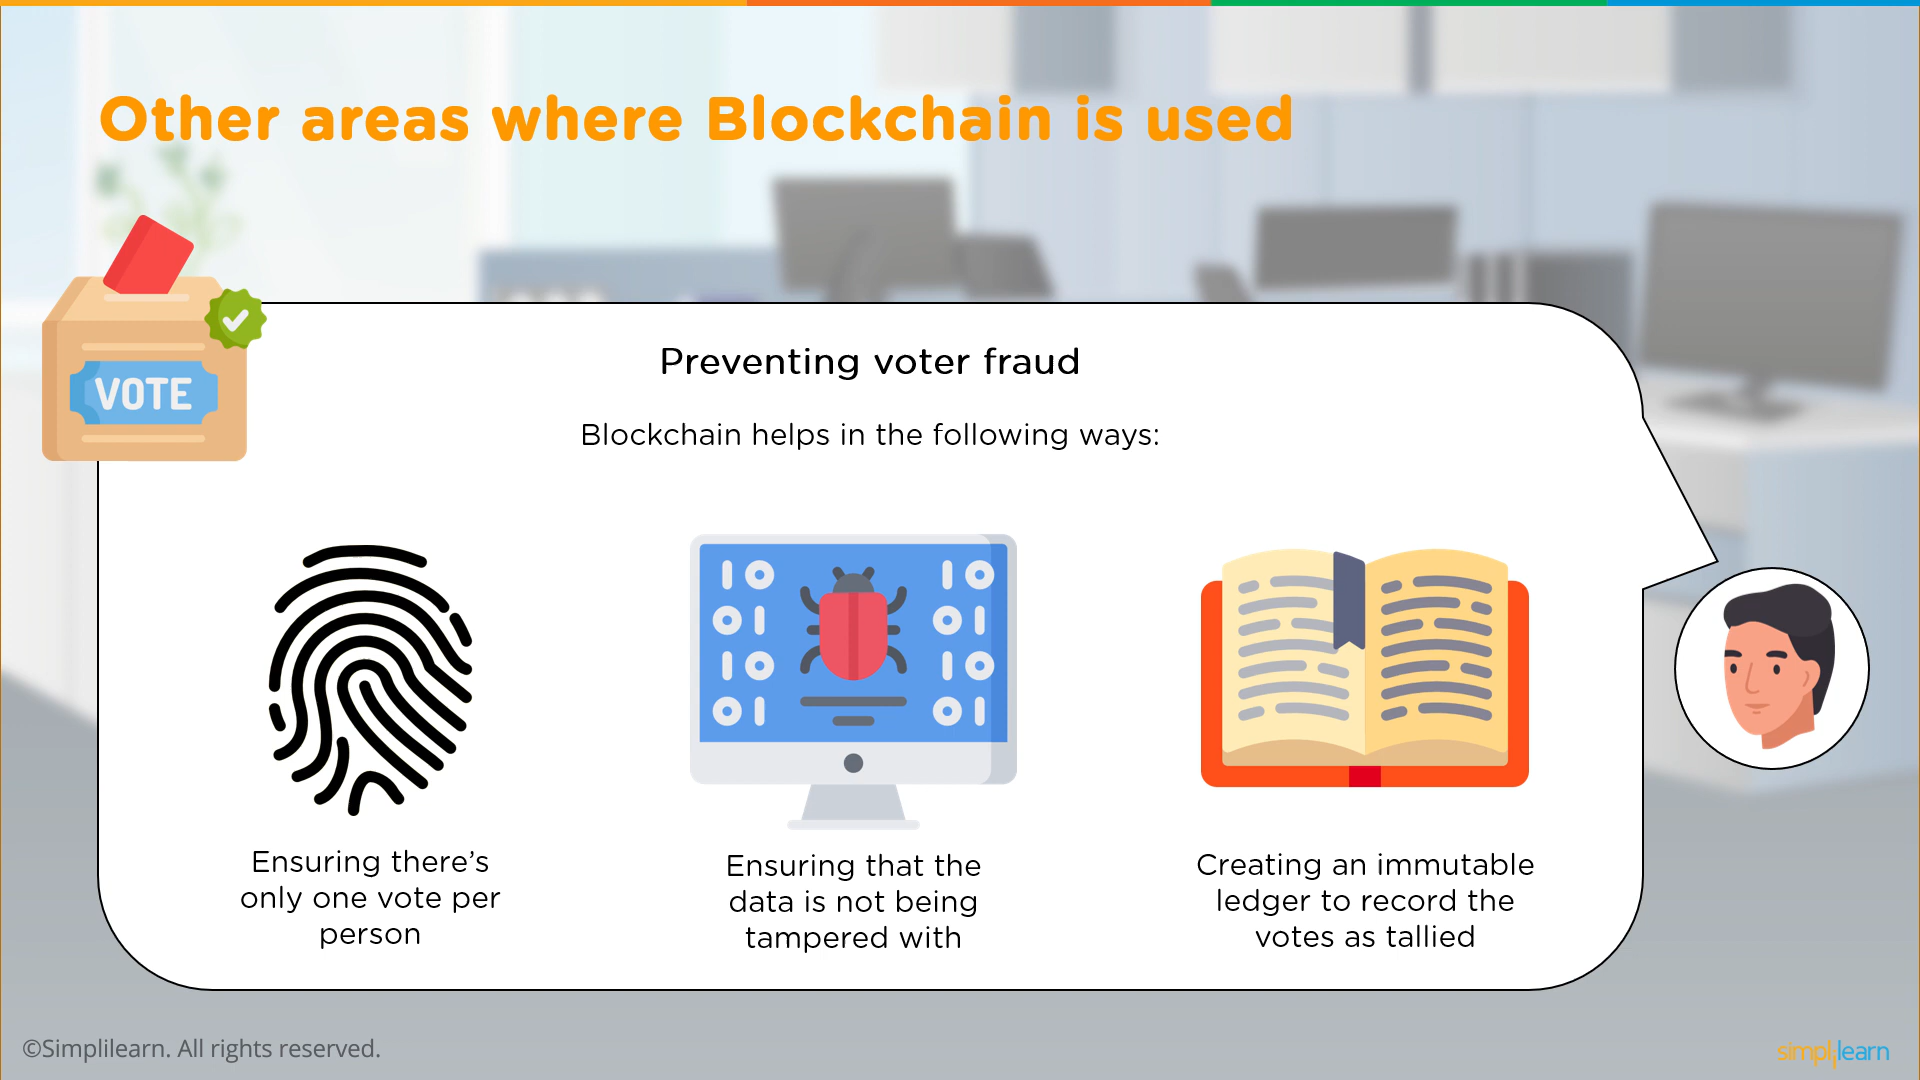 Other areas where Blockchain is used
VOTE
Preventing voter fraud
Blockchain helps in the following ways:
Ensuring there’s
only one vote per
person
Ensuring that the
data is not being
tampered with
Creating an immutable
ledger to record the
votes as tallied
©Simplilearn. All rights reserved.
simplilearn